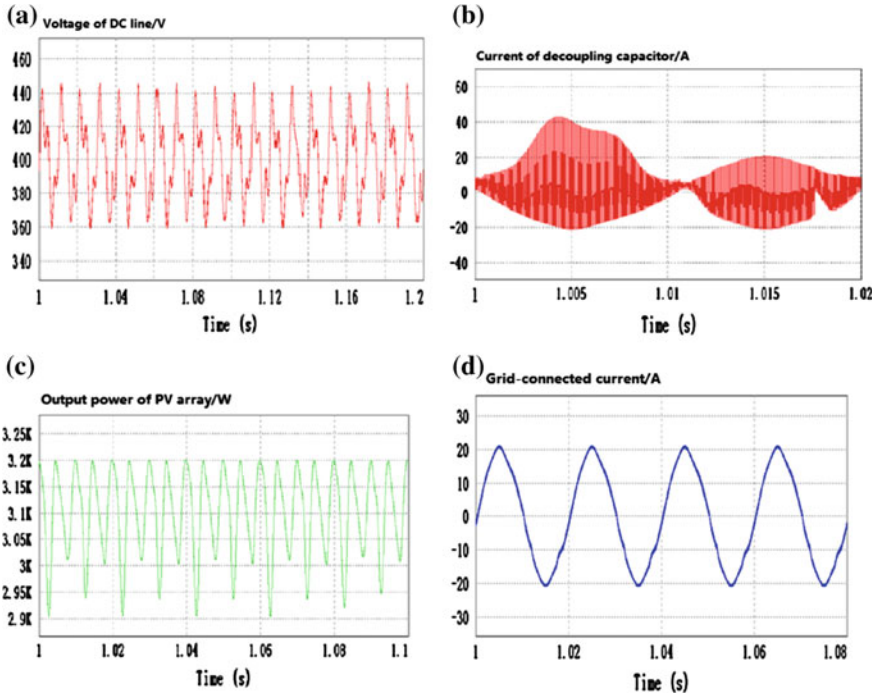 (a)
Voltage of DC line/V
460
440
420
400
380
360
340
1 1.04 1.08 1.12 1.16 1.2
Time (s)
(b)
Current of decoupling capacitor/A
60
40
20
0
-20
-40
1 1.005 1.01 1.015 1.02
Time (s)
(c)
Output power of PV array/W
3.25K
3.2K
3.15K
3.1K
3.05K
3K
2.95K
2.9K
1 1.02 1.04 1.06 1.08 1.1
Time (s)
(d)
Grid-connected current/A
30
20
10
0
-10
-20
-30
1 1.02 1.04 1.06 1.08
Time (s)